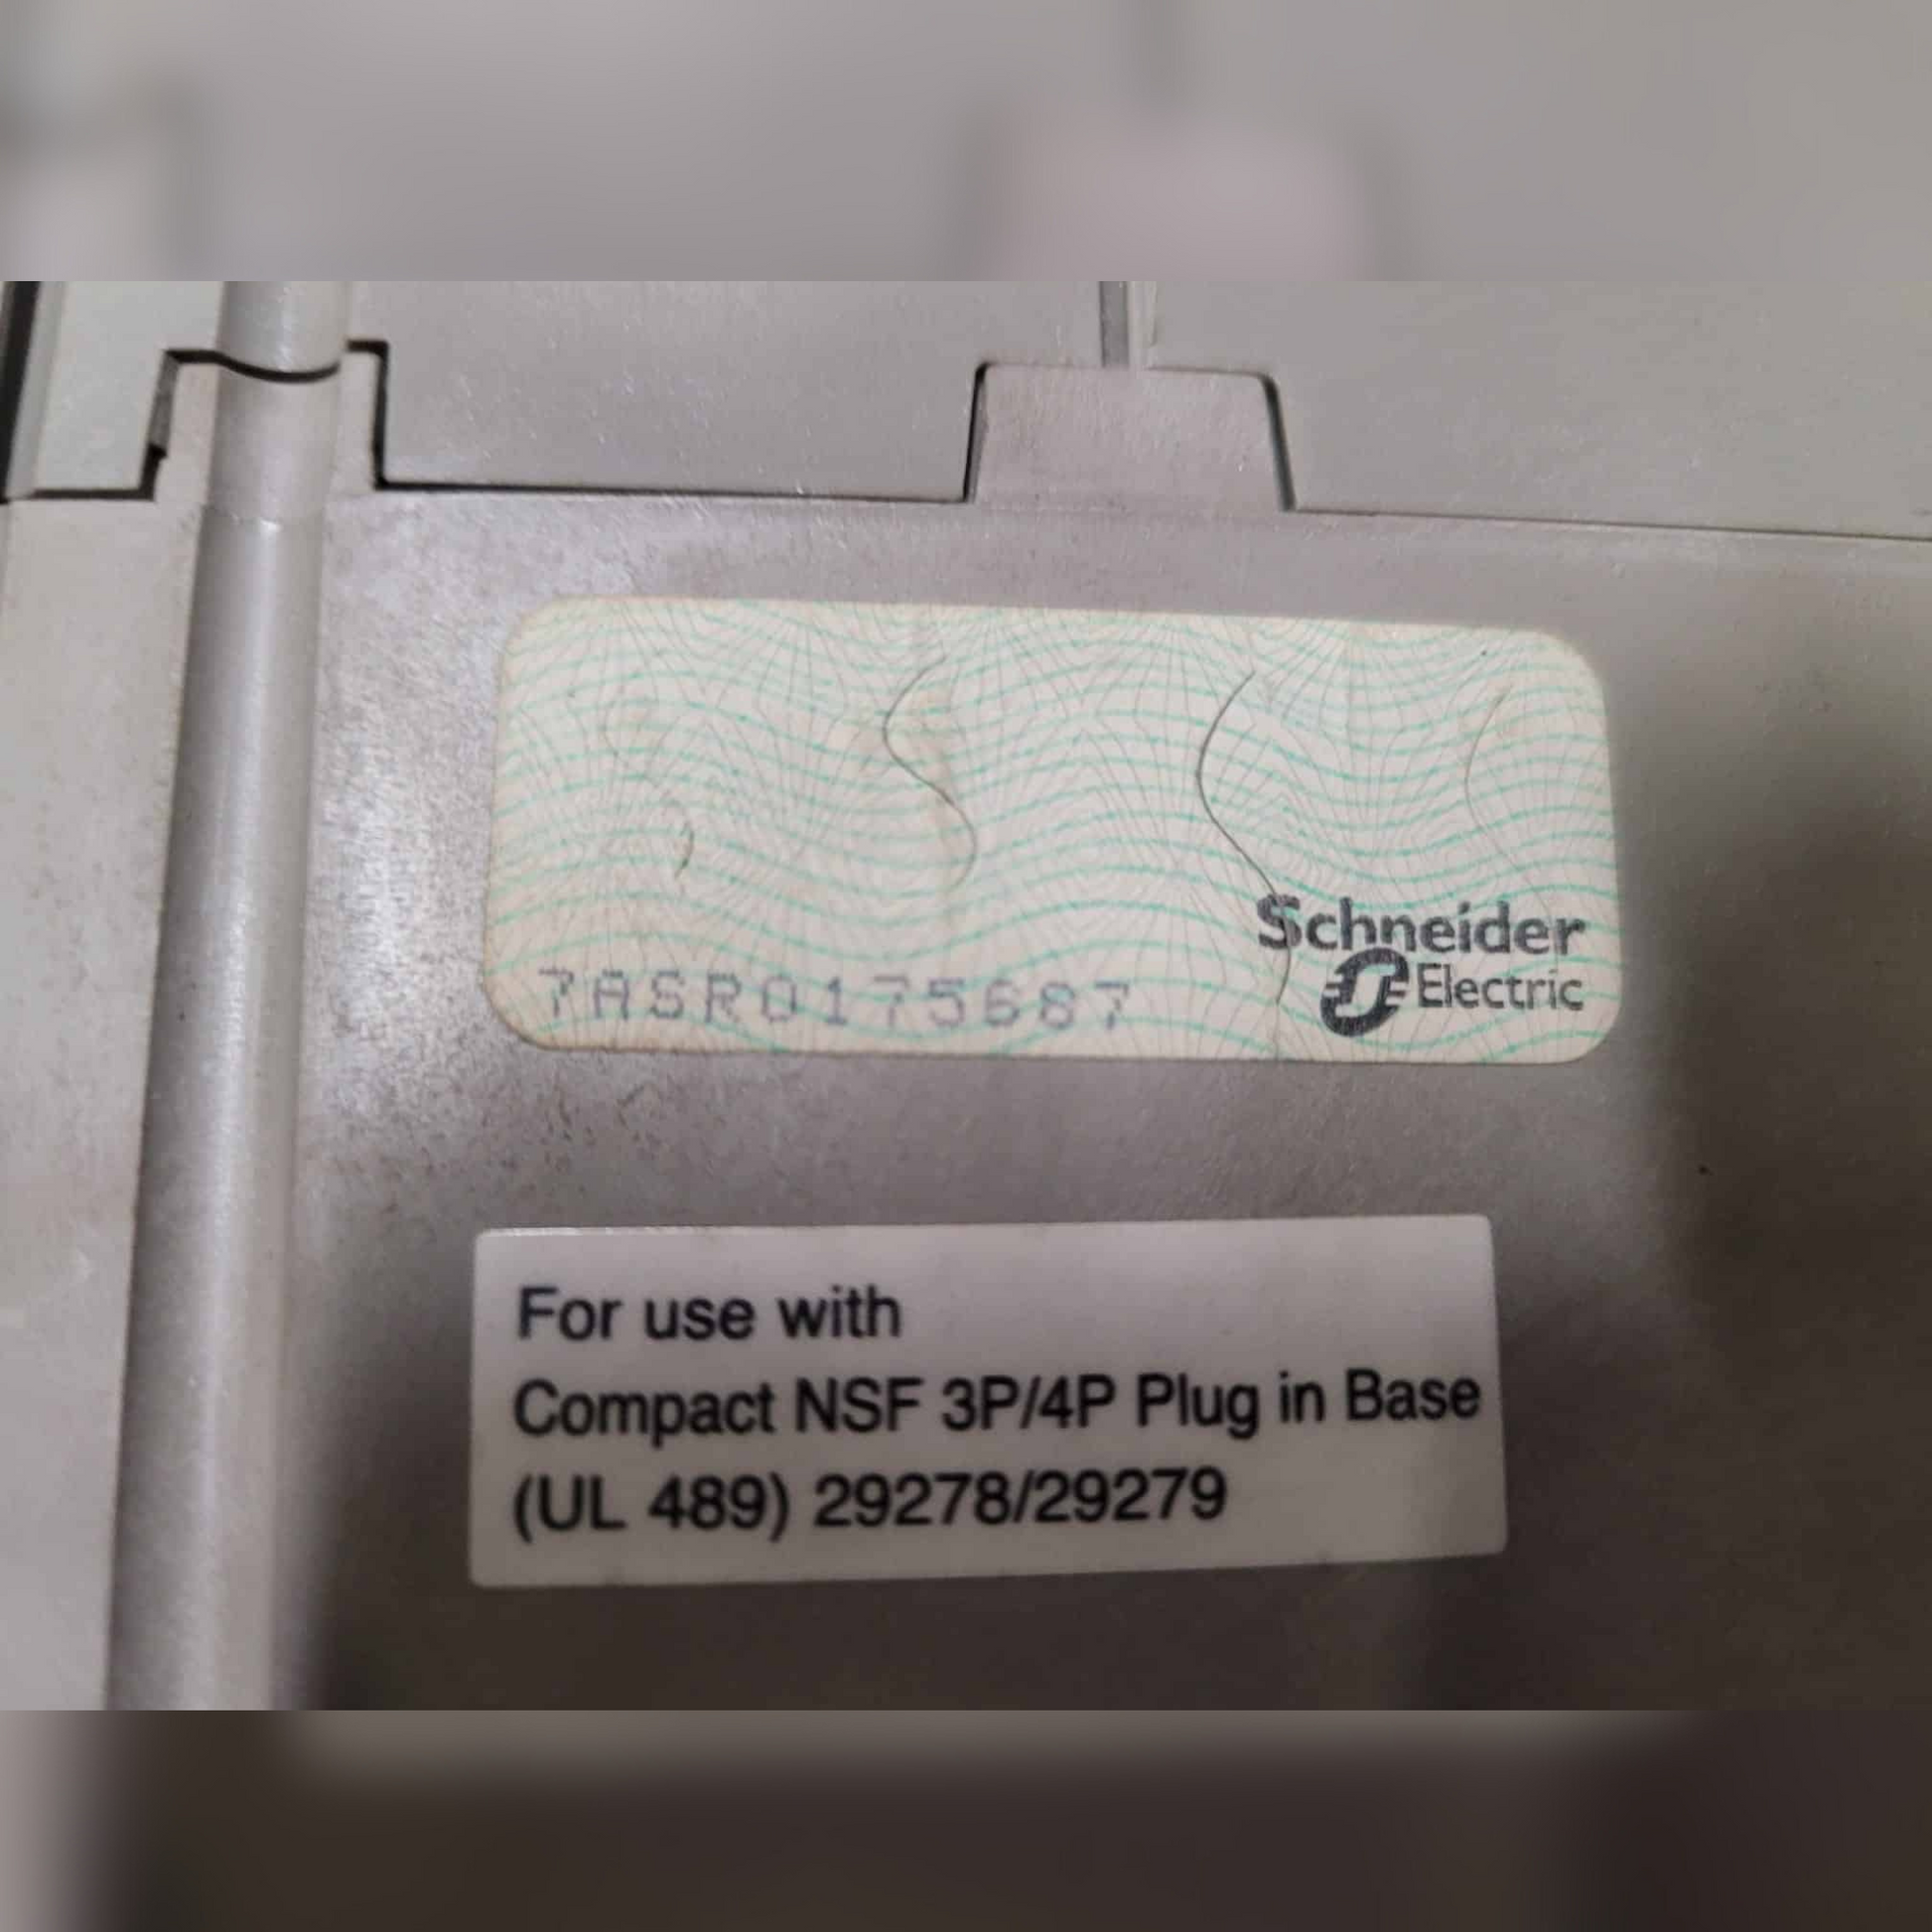 7ASR0175687
Schneider
Electric
For use with
Compact NSF 3P/4P Plug in Base
(UL 489) 29278/29279